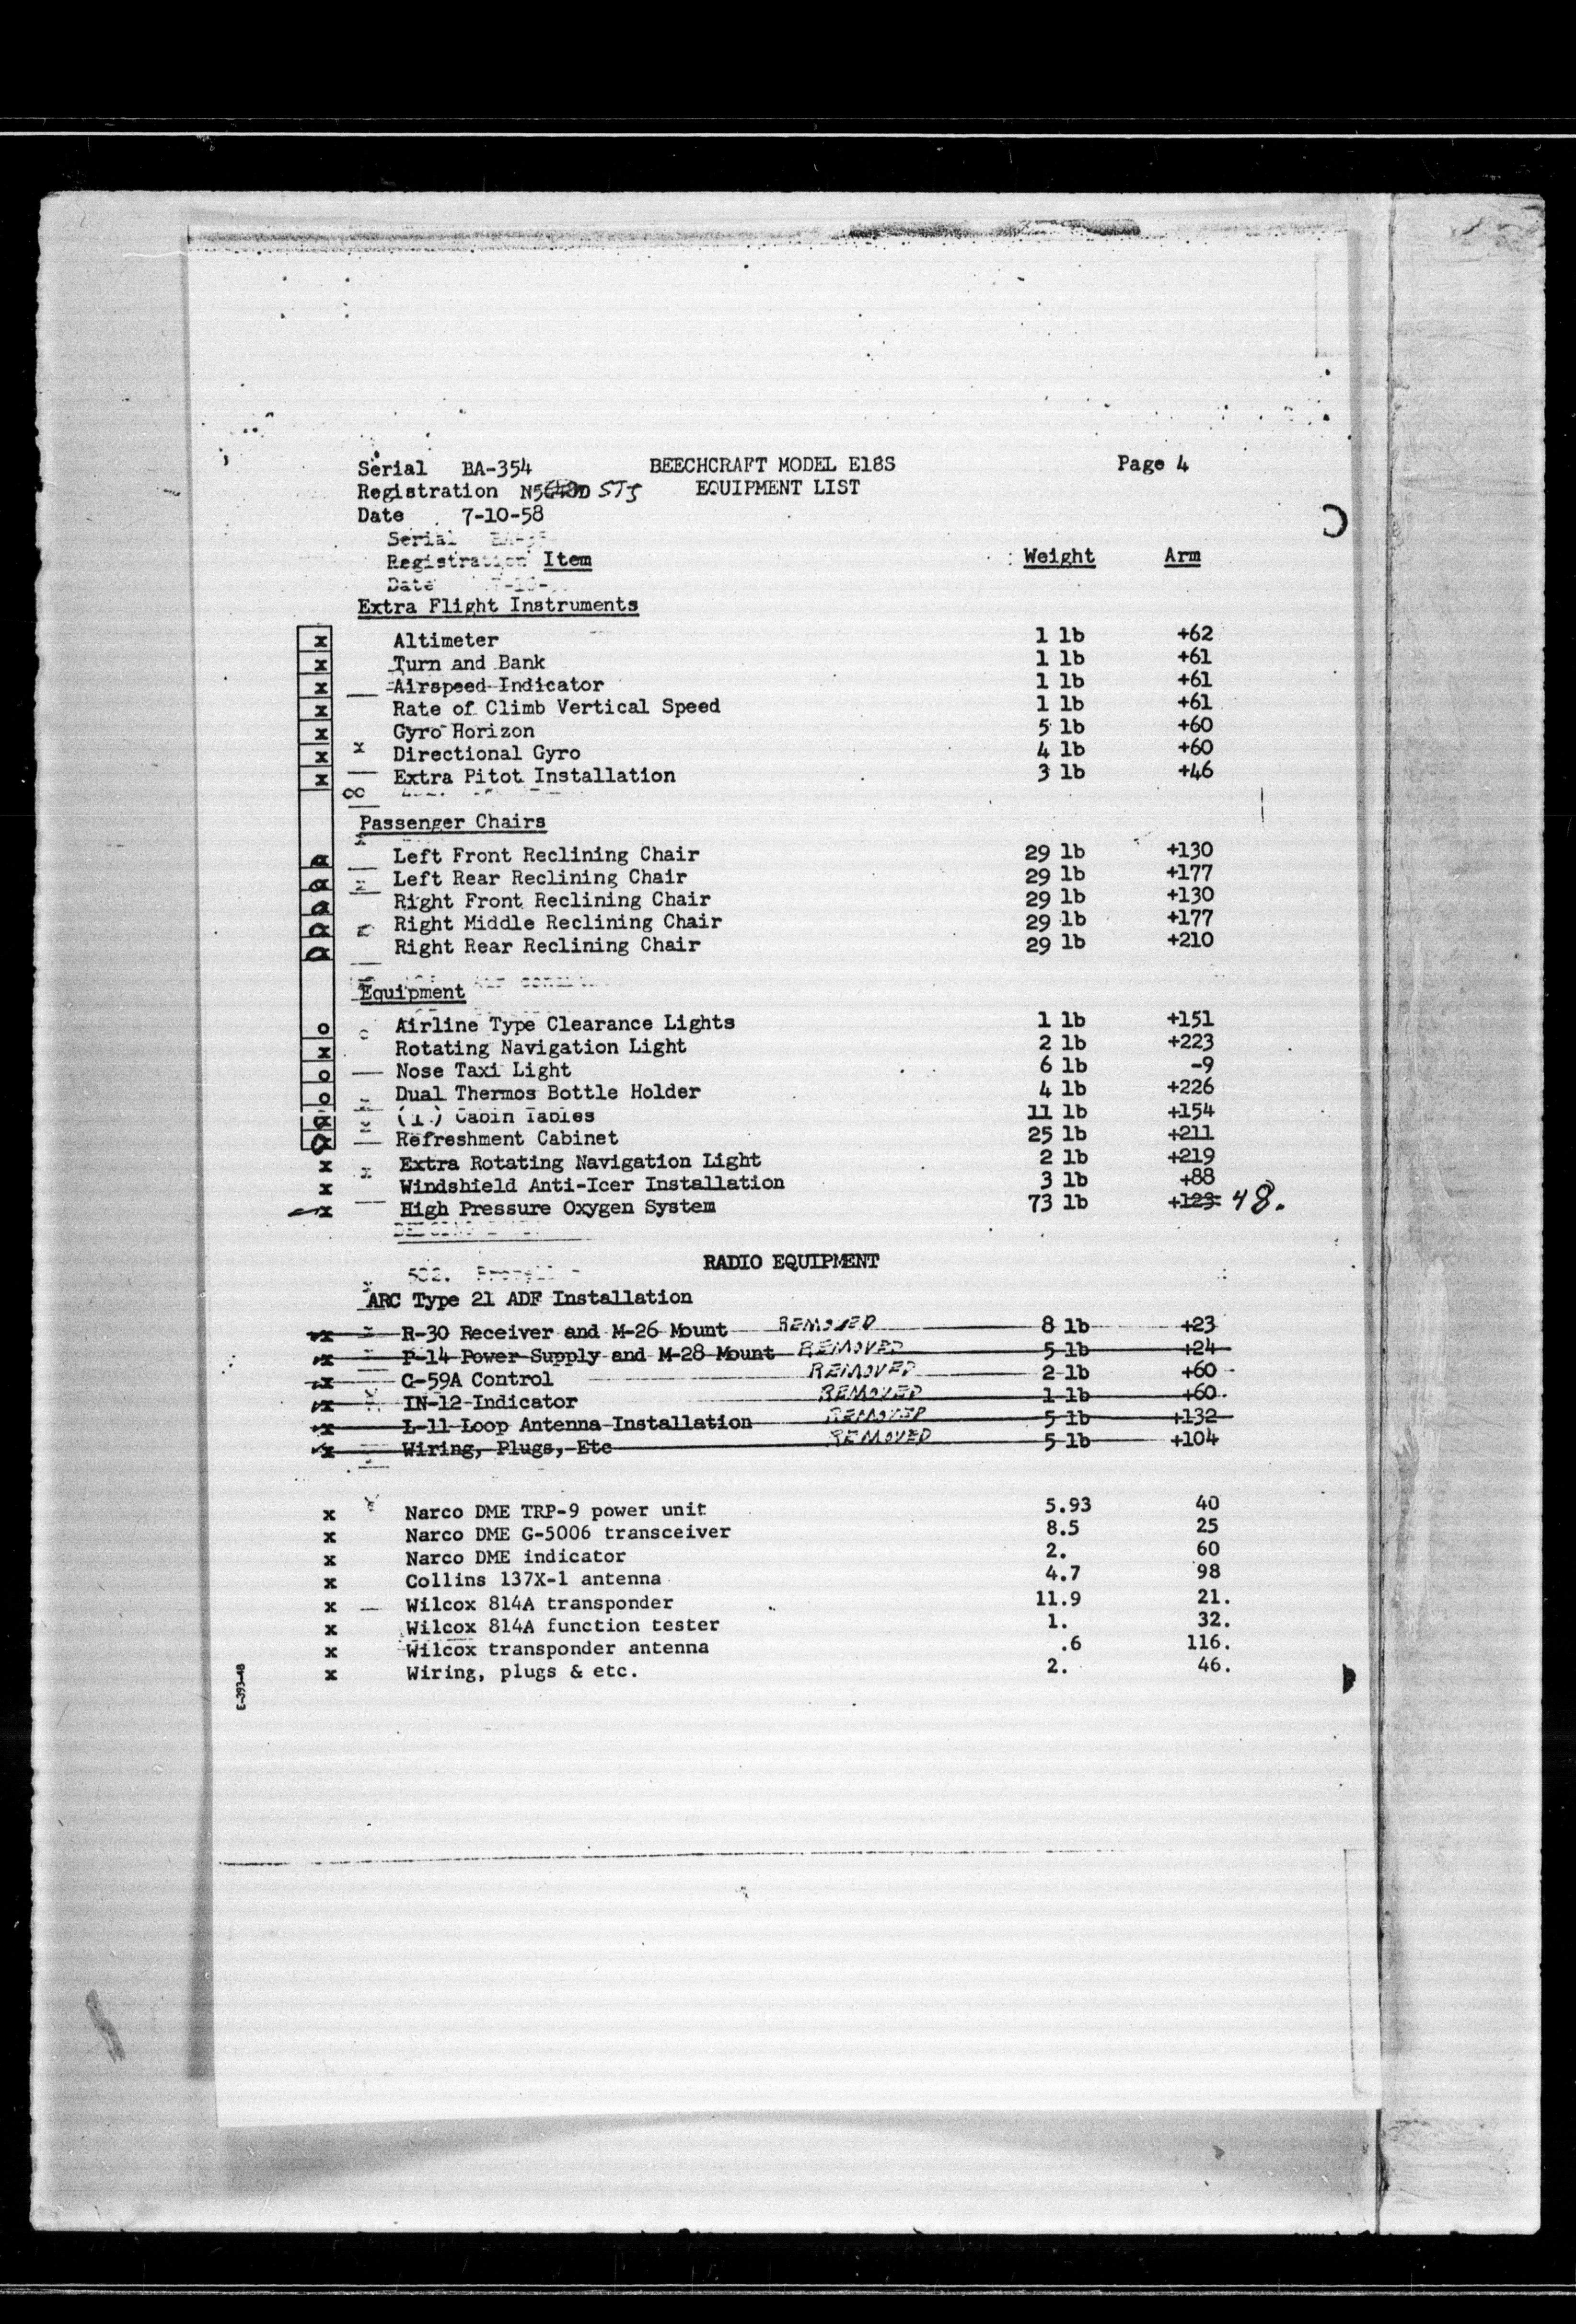 Serial BA-354 BEECHCRAFT MODEL E18S Page 4
Registration N5 STJ EQUIPMENT LIST
Date 7-10-58
Serial
Registration Item Weight Arm
Date
Extra Flight Instruments
x Altimeter 1 lb +62
x Turn and Bank 1 lb +61
x Airspeed Indicator 1 lb +61
x Rate of Climb Vertical Speed 1 lb +61
x Gyro Horizon 5 lb +60
x x Directional Gyro 4 lb +60
x Extra Pitot Installation 3 lb +46
Passenger Chairs
Left Front Reclining Chair 29 lb +130
Left Rear Reclining Chair 29 lb +177
Right Front Reclining Chair 29 lb +130
Right Middle Reclining Chair 29 lb +177
Right Rear Reclining Chair 29 lb +210
Equipment
o Airline Type Clearance Lights 1 lb +151
x Rotating Navigation Light 2 lb +223
o Nose Taxi Light 6 lb -9
o Dual Thermos Bottle Holder 4 lb +226
(1) Cabin Tables 11 lb +154
x Refreshment Cabinet 25 lb +211
x Extra Rotating Navigation Light 2 lb +219
x Windshield Anti-Icer Installation 3 lb +88
x High Pressure Oxygen System 73 lb +123 48.
RADIO EQUIPMENT
502.
ARC Type 21 ADF Installation
x R-30 Receiver and M-26 Mount REMOVED 8 lb +23
x P-14 Power Supply and M-28 Mount REMOVED 5 lb +24
x C-59A Control REMOVED 2 lb +60
x IN-12 Indicator REMOVED 1 lb +60
x L-11 Loop Antenna Installation REMOVED 5 lb +132
x Wiring, Plugs, Etc REMOVED 5 lb +104
x Narco DME TRP-9 power unit 5.93 40
x Narco DME G-5006 transceiver 8.5 25
x Narco DME indicator 2. 60
x Collins 137X-1 antenna 4.7 98
x Wilcox 814A transponder 11.9 21.
x Wilcox 814A function tester 1. 32.
x Wilcox transponder antenna .6 116.
x Wiring, plugs & etc. 2. 46.
E-393-48